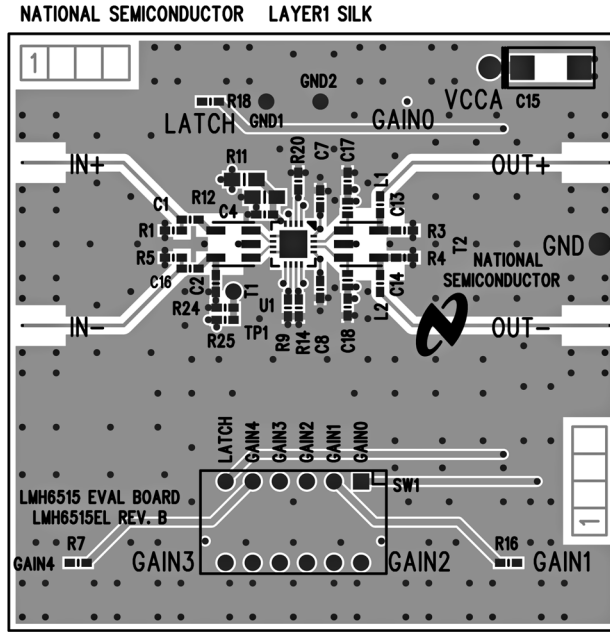 NATIONAL SEMICONDUCTOR LAYER1 SILK
1
GND2
VCCA
C15
R18
GND1
LATCH
GAIN0
IN+
R11
R20
C7
C17
L1
OUT+
R12
C1
C4
C13
R1
R3
T2
GND
R5
R4
NATIONAL
SEMICONDUCTOR
C16
C2
T1
C14
R24
U1
IN-
TP1
L2
OUT-
R25
R9
R14
C8
C18
LATCH
GAIN4
GAIN3
GAIN2
GAIN1
GAIN0
SW1
LMH6515 EVAL BOARD
LMH6515EL REV. B
1
R7
R16
GAIN4
GAIN3
GAIN2
GAIN1